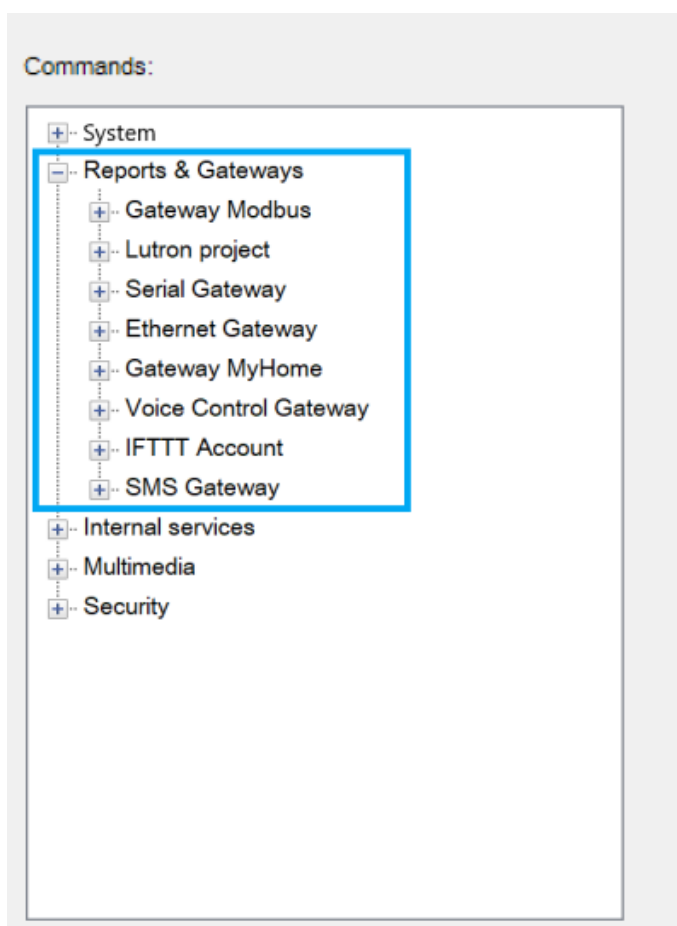 Commands:
System
Reports & Gateways
Gateway Modbus
Lutron project
Serial Gateway
Ethernet Gateway
Gateway MyHome
Voice Control Gateway
IFTTT Account
SMS Gateway
Internal services
Multimedia
Security